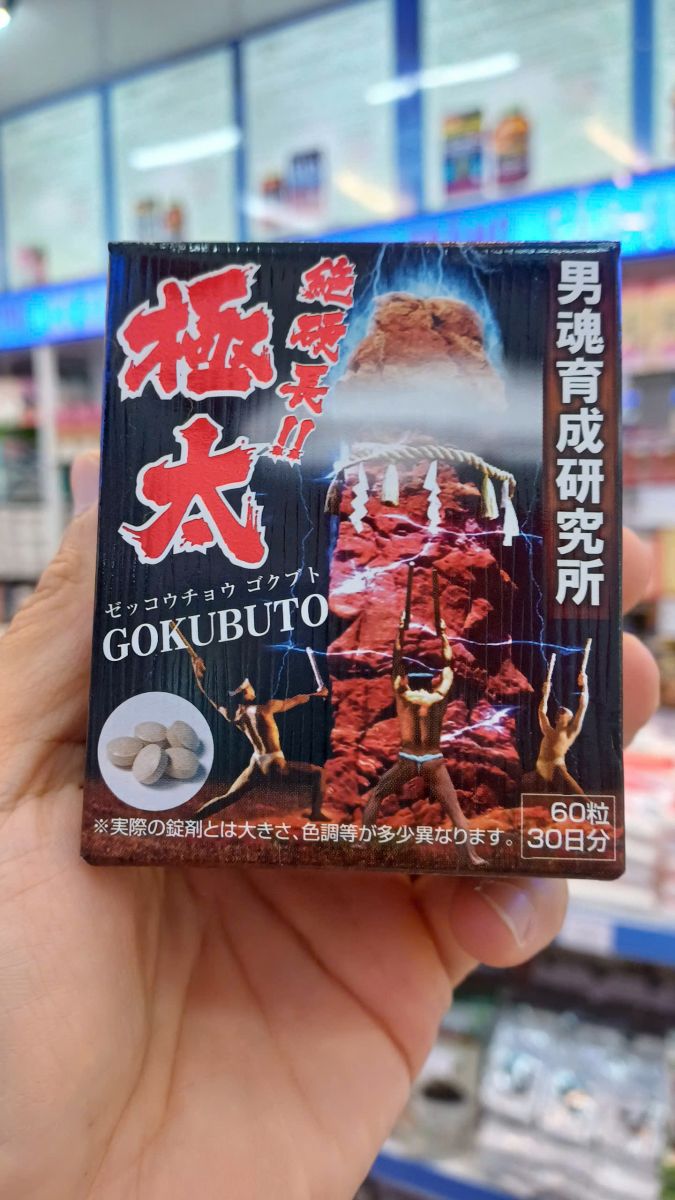 絶硬長!!
極太
ゼッコウチョウ ゴクブト
GOKUBUTO
男魂育成研究所
※実際の錠剤とは大きさ、色調等が多少異なります。
60粒
30日分